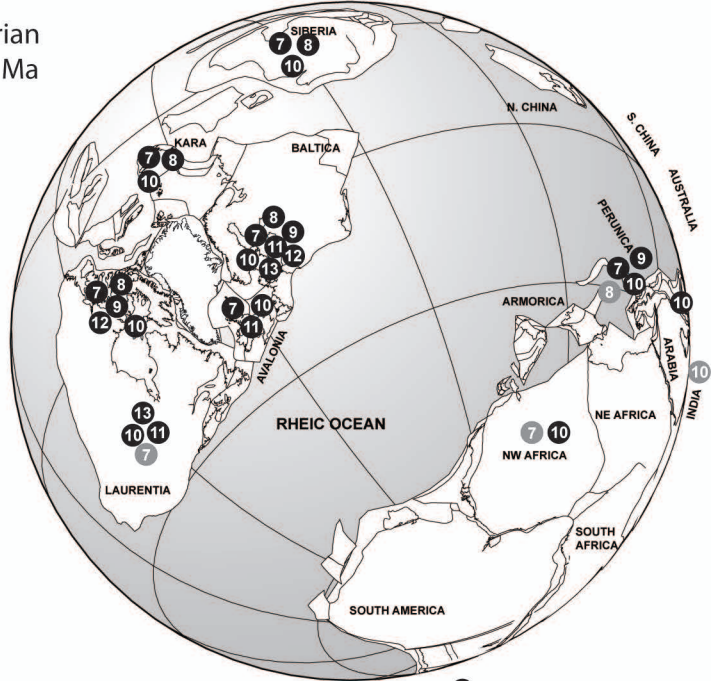 rian
Ma
SIBERIA
7 8
10
N. CHINA
S. CHINA
AUSTRALIA
KARA
BALTICA
7 8
10
8
7 9
11
10 12
13
PERUNICA
9
7
8 10
10
ARMORICA
7 8
9
12 10
7 10
11
AVALONIA
ARABIA
10
INDIA
RHEIC OCEAN
NE AFRICA
13
10 11
7
7 10
NW AFRICA
LAURENTIA
SOUTH
AFRICA
SOUTH AMERICA